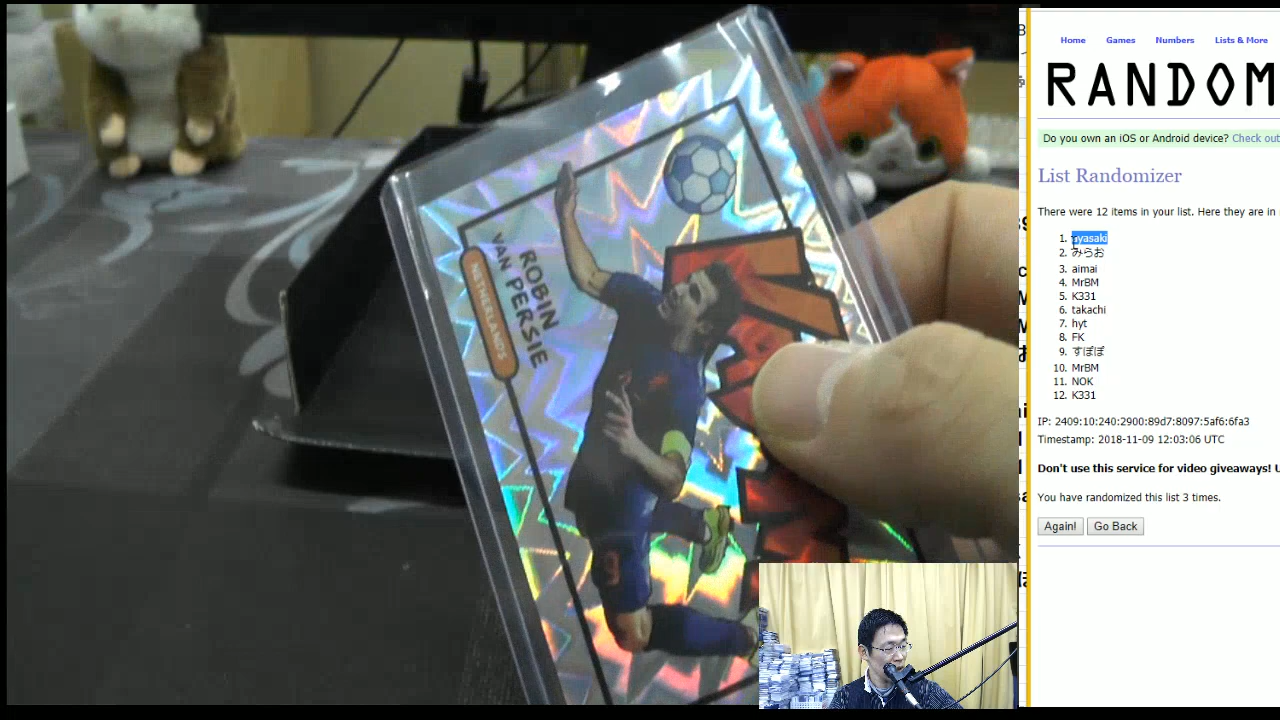 ROBIN
VAN PERSIE
NETHERLANDS
Home Games Numbers Lists & More
RANDOM
Do you own an iOS or Android device? Check out
List Randomizer
There were 12 items in your list. Here they are in
1. nyasaki
2. みらお
3. aimai
4. MrBM
5. K331
6. takachi
7. hyt
8. FK
9. すぽぽ
10. MrBM
11. NOK
12. K331
IP: 2409:10:240:2900:89d7:8097:5af6:6fa3
Timestamp: 2018-11-09 12:03:06 UTC
Don't use this service for video giveaways!
You have randomized this list 3 times.
Again! Go Back